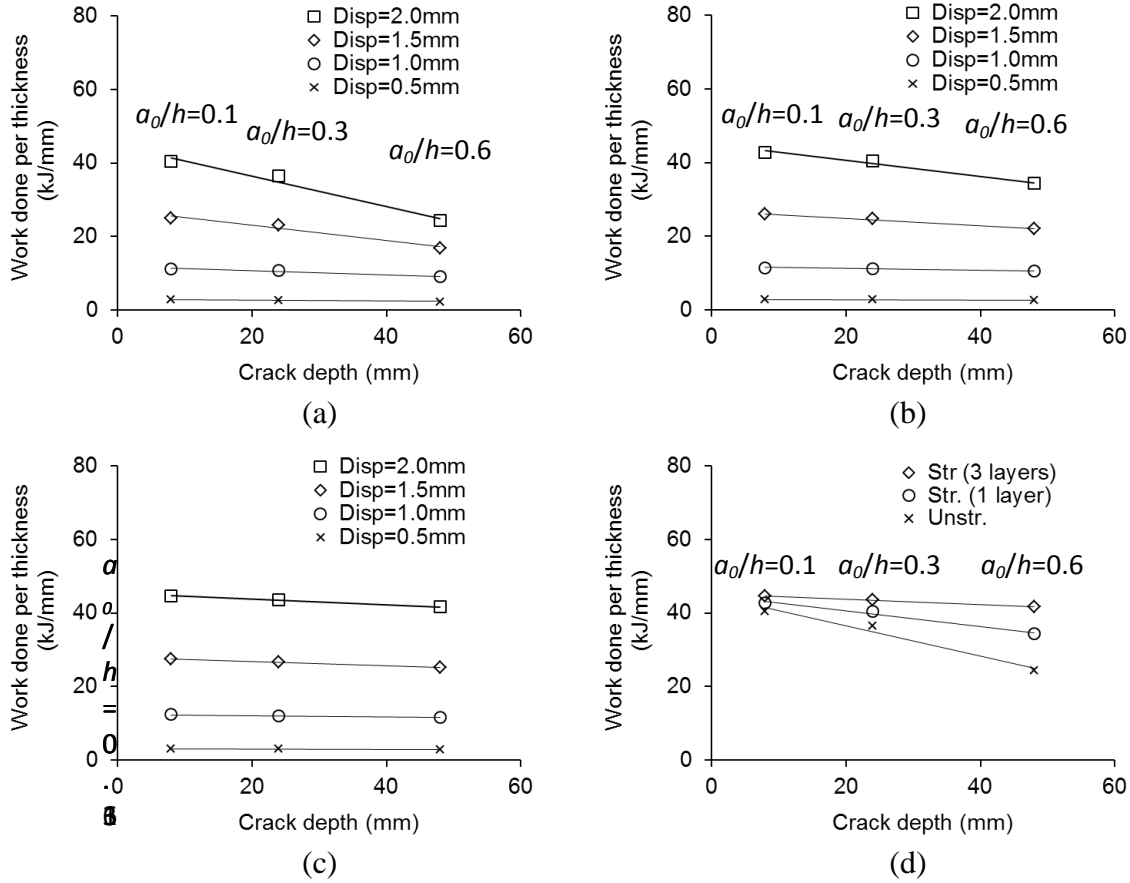 80
60
40
20
0
0
20
40
60
Work done per thickness
(kJ/mm)
Crack depth (mm)
Disp=2.0mm
Disp=1.5mm
Disp=1.0mm
Disp=0.5mm
a0/h=0.1
a0/h=0.3
a0/h=0.6
(a)
80
60
40
20
0
0
20
40
60
Work done per thickness
(kJ/mm)
Crack depth (mm)
Disp=2.0mm
Disp=1.5mm
Disp=1.0mm
Disp=0.5mm
a0/h=0.1
a0/h=0.3
a0/h=0.6
(b)
80
60
40
20
0
0
20
40
60
Work done per thickness
(kJ/mm)
Crack depth (mm)
Disp=2.0mm
Disp=1.5mm
Disp=1.0mm
Disp=0.5mm
a
0
/
h
=
0
.
(c)
80
60
40
20
0
0
20
40
60
Work done per thickness
(kJ/mm)
Crack depth (mm)
Str (3 layers)
Str. (1 layer)
Unstr.
a0/h=0.1
a0/h=0.3
a0/h=0.6
(d)